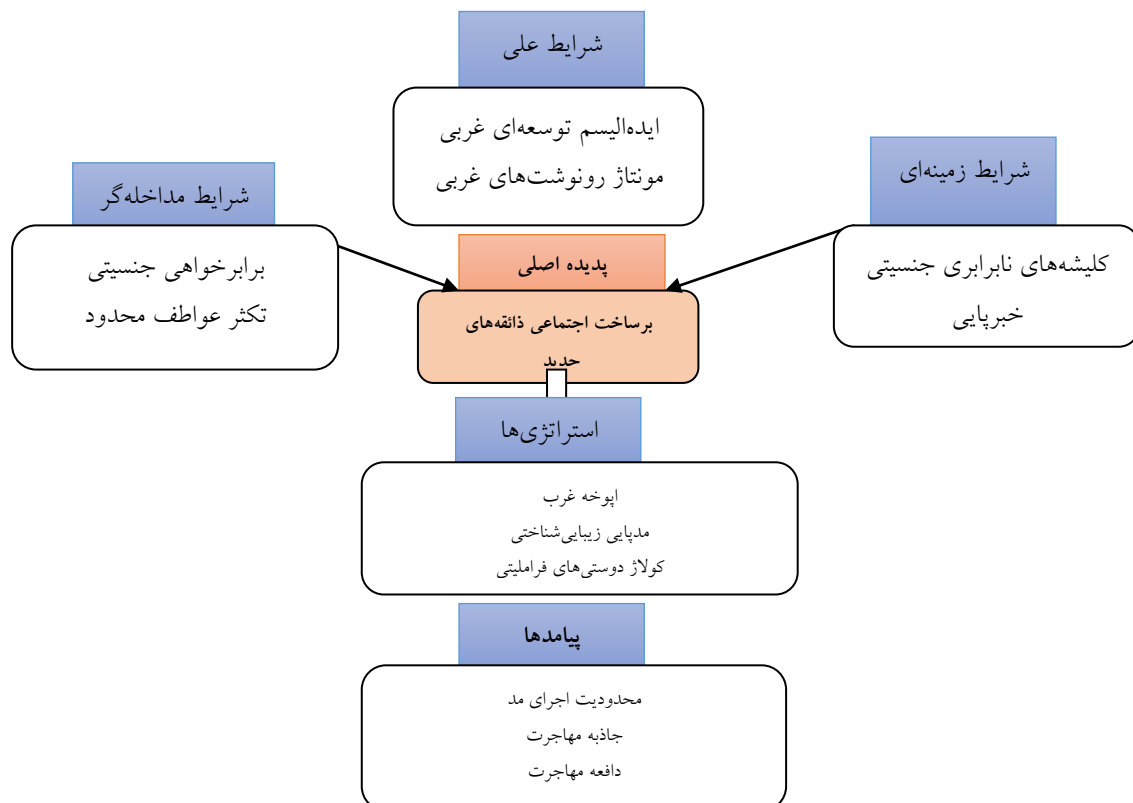 شرایط علی
ایده‌الیسم توسعه‌ای غربی
مونتاژ رونوشت‌های غربی
شرایط زمینه‌ای
کلیشه‌های نابرابری جنسیتی
خبرپایی
شرایط مداخله‌گر
برابرخواهی جنسیتی
تکثر عواطف محدود
پدیده اصلی
برساخت اجتماعی ذائقه‌های
جدید
استراتژی‌ها
اپوخه غرب
مدپایی زیبایی‌شناختی
کولاژ دوستی‌های فراملیتی
پیامدها
محدودیت اجرای مد
جاذبه مهاجرت
دافعه مهاجرت